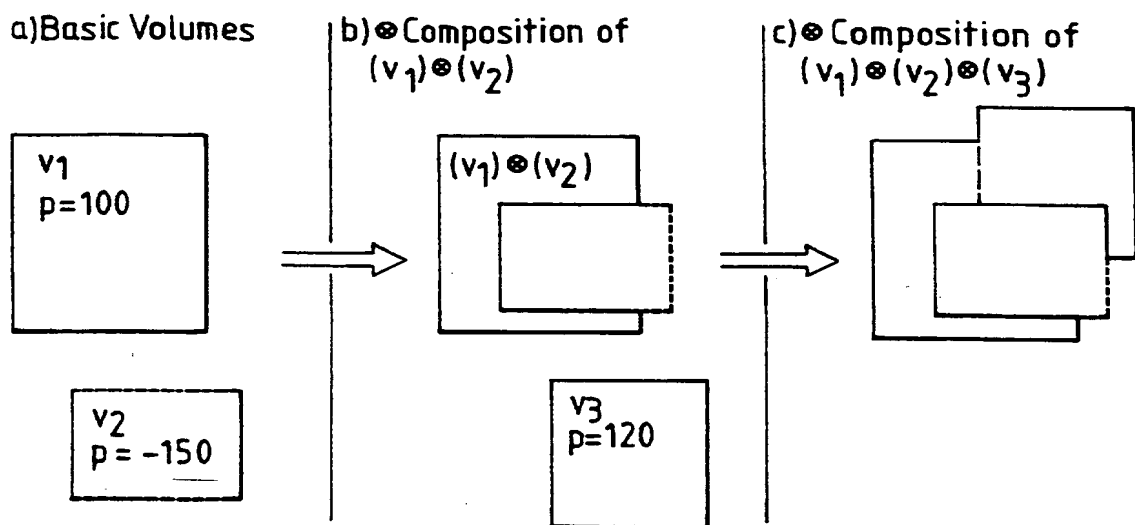 a)Basic Volumes
v1
p=100
v2
p = -150
b)⊗Composition of
(v1)⊗(v2)
(v1)⊗(v2)
v3
p=120
c)⊗ Composition of
(v1)⊗(v2)⊗(v3)